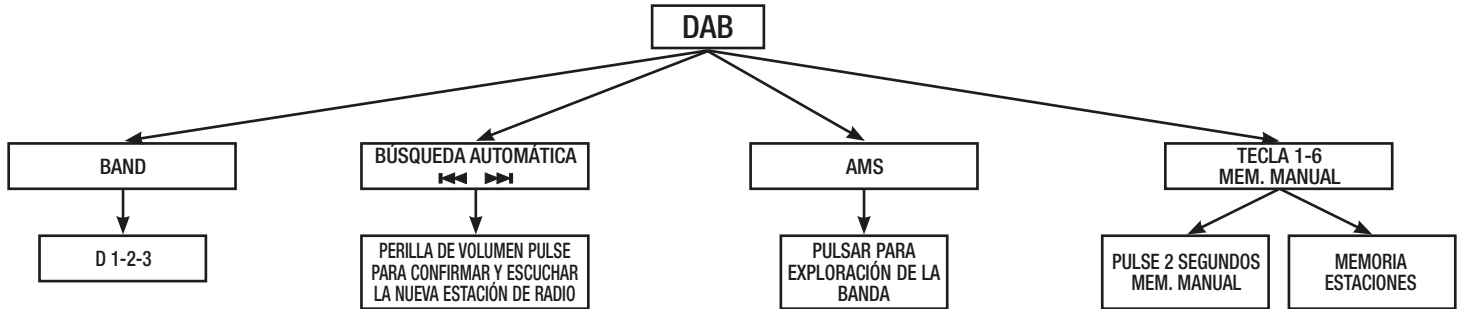 DAB
BAND
BÚSQUEDA AUTOMÁTICA
AMS
TECLA 1-6
MEM. MANUAL
D 1-2-3
PERILLA DE VOLUMEN PULSE
PARA CONFIRMAR Y ESCUCHAR
LA NUEVA ESTACIÓN DE RADIO
PULSAR PARA
EXPLORACIÓN DE LA
BANDA
PULSE 2 SEGUNDOS
MEM. MANUAL
MEMORIA
ESTACIONES